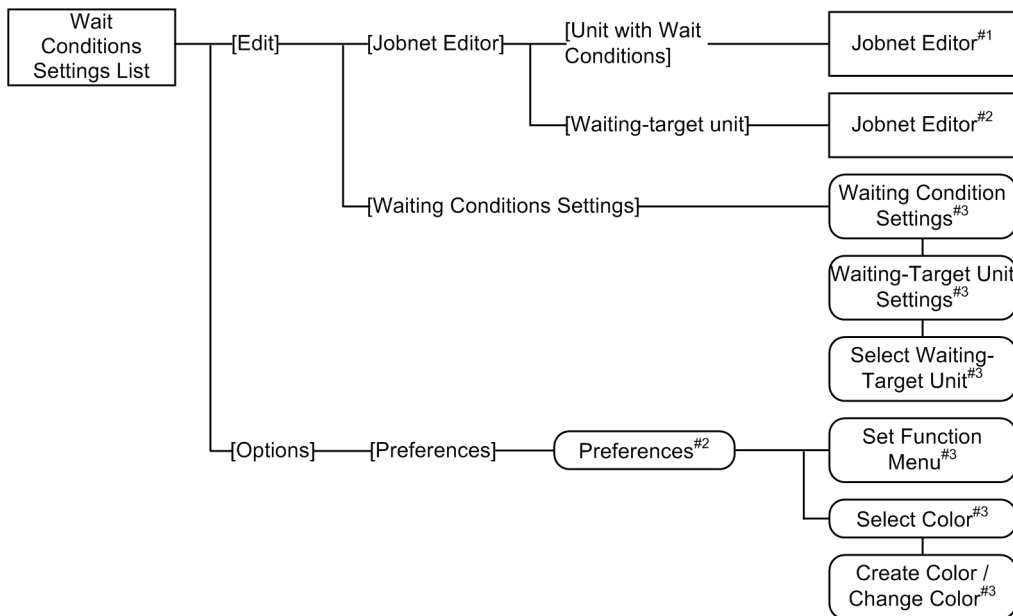 Wait
Conditions
Settings List
[Edit]
[Jobnet Editor]
[Unit with Wait
Conditions]
Jobnet Editor#1
[Waiting-target unit]
Jobnet Editor#2
[Waiting Conditions Settings]
Waiting Condition
Settings#3
Waiting-Target Unit
Settings#3
Select Waiting-
Target Unit#3
[Options]
[Preferences]
Preferences#2
Set Function
Menu#3
Select Color#3
Create Color /
Change Color#3